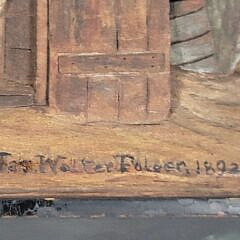 Jas. Walter Folger, 1892